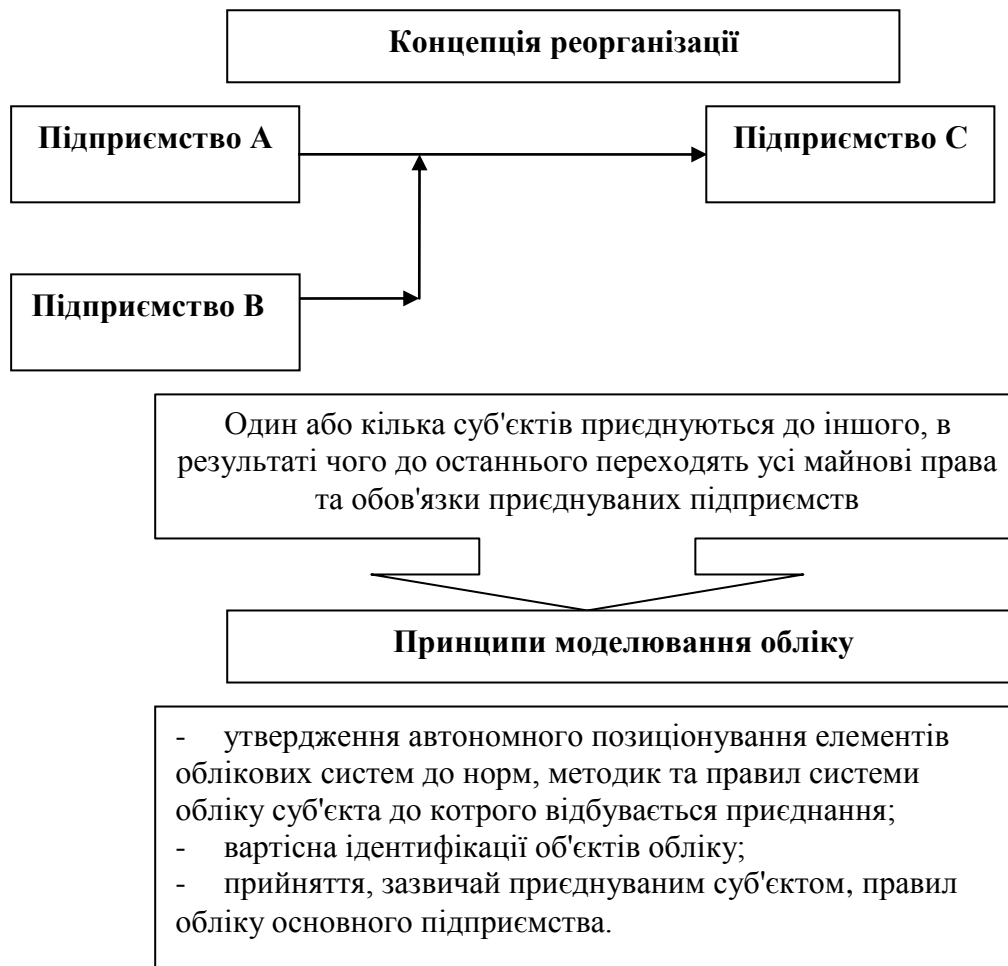 Концепція реорганізації
Підприємство А
Підприємство С
Підприємство В
Один або кілька суб'єктів приєднуються до іншого, в
результаті чого до останнього переходять усі майнові права
та обов'язки приєднуваних підприємств
Принципи моделювання обліку
- утвердження автономного позиціонування елементів
облікових систем до норм, методик та правил системи
обліку суб'єкта до котрого відбувається приєднання;
- вартісна ідентифікації об'єктів обліку;
- прийняття, зазвичай приєднуваним суб'єктом, правил
обліку основного підприємства.